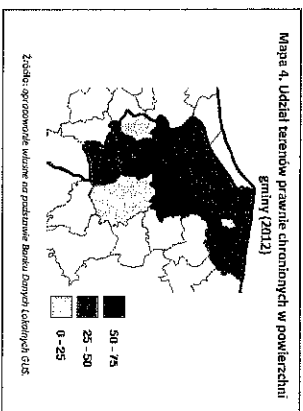 Mapa 4. Udział terenów prawnie chronionych w powierzchni
gminy (2012)
50 - 75
25 - 50
0 - 25
Źródło: opracowanie własne na podstawie Banku Danych Lokalnych GUS.